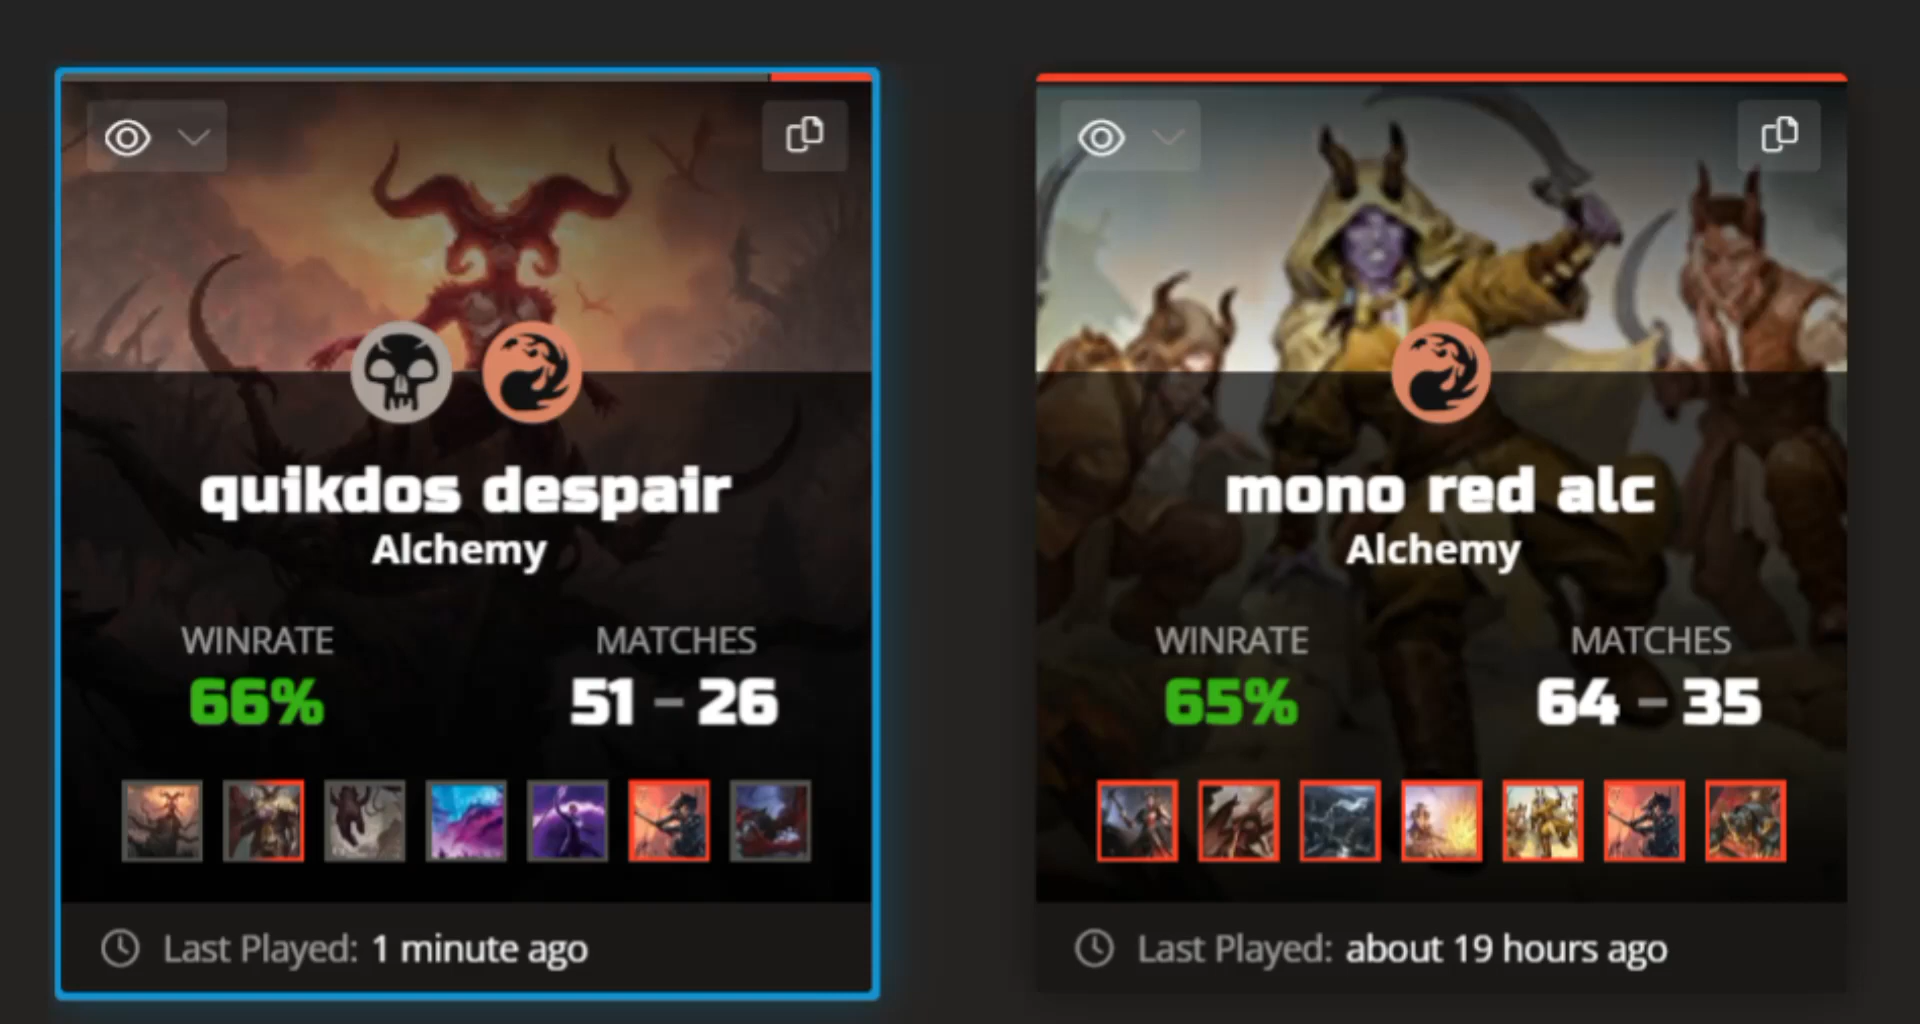 quikdos despair
Alchemy
WINRATE MATCHES
66% 51 – 26
Last Played: 1 minute ago
mono red alc
Alchemy
WINRATE MATCHES
65% 64 – 35
Last Played: about 19 hours ago